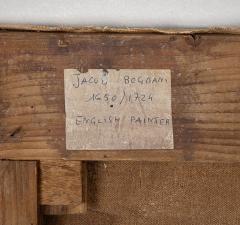 JACOB BOGDANI
1650/1724
ENGLISH PAINTER